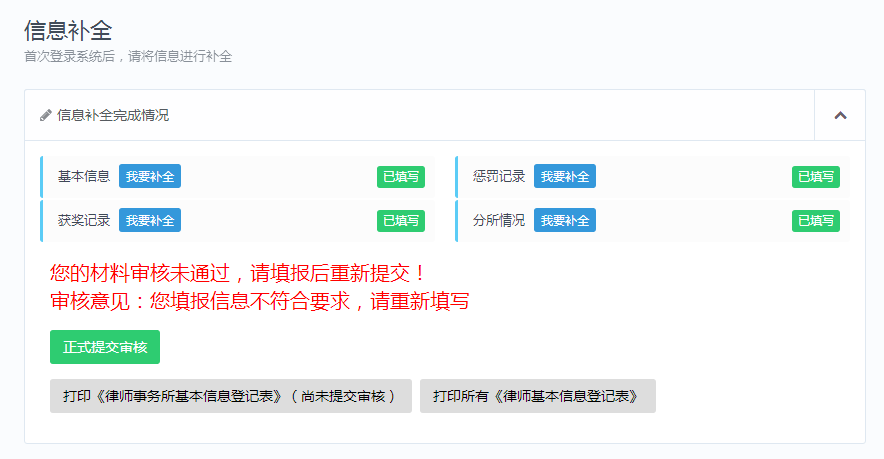 信息补全
首次登录系统后，请将信息进行补全
信息补全完成情况
基本信息 我要补全 已填写
惩罚记录 我要补全 已填写
获奖记录 我要补全 已填写
分所情况 我要补全 已填写
您的材料审核未通过，请填报后重新提交！
审核意见：您填报信息不符合要求，请重新填写
正式提交审核
打印《律师事务所基本信息登记表》（尚未提交审核）
打印所有《律师基本信息登记表》